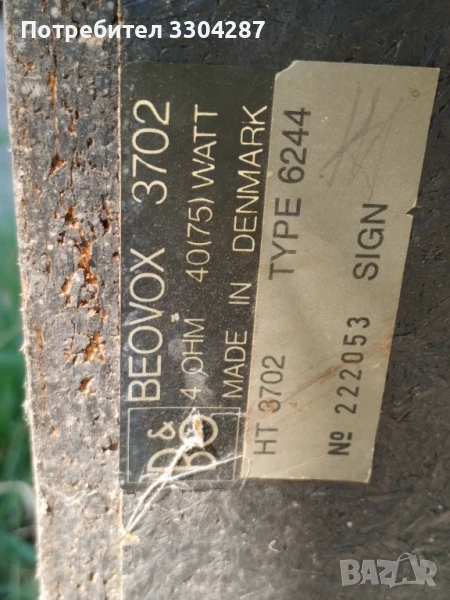 Потребител 3304287
B&O
BEOVOX 3702
4 OHM 40(75) WATT
MADE IN DENMARK
HT 3702 TYPE 6244
№ 222053 SIGN
BAZAR